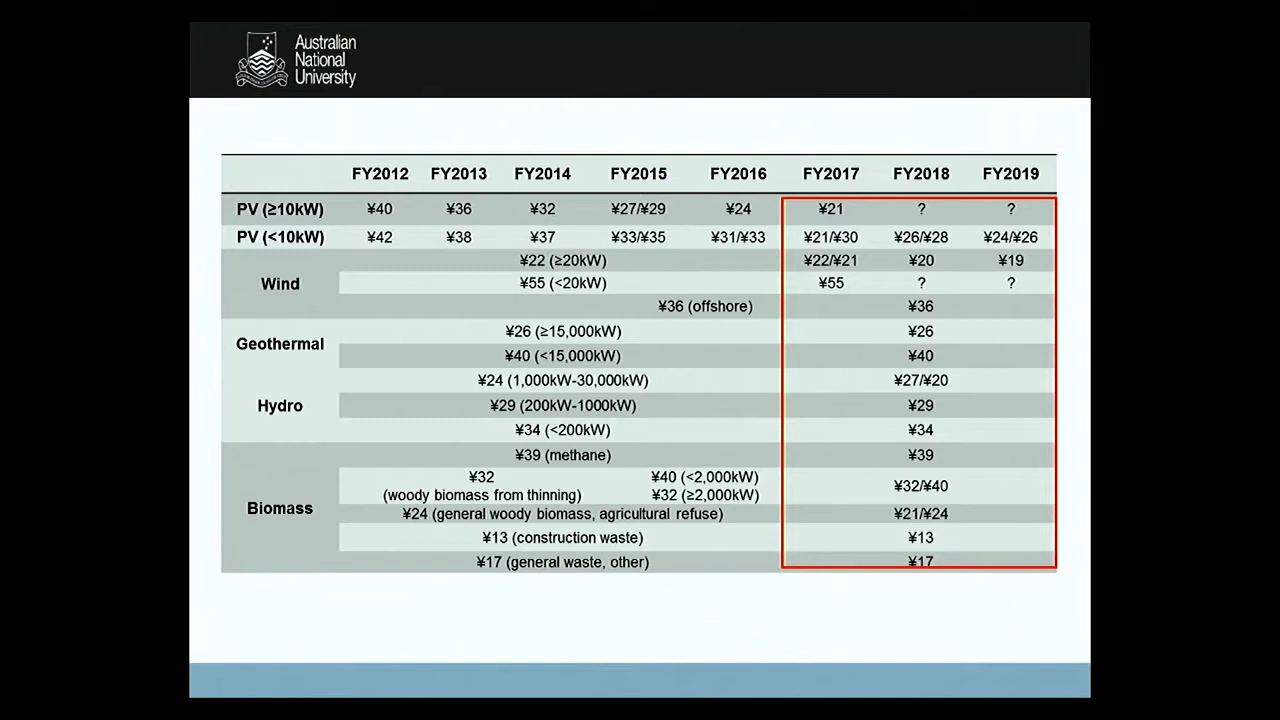 Australian
National
University
FY2012 FY2013 FY2014 FY2015 FY2016 FY2017 FY2018 FY2019
PV (≥10kW) ¥40 ¥36 ¥32 ¥27/¥29 ¥24 ¥21 ? ?
PV (<10kW) ¥42 ¥38 ¥37 ¥33/¥35 ¥31/¥33 ¥21/¥30 ¥26/¥28 ¥24/¥26
Wind
¥22 (≥20kW) ¥22/¥21 ¥20 ¥19
¥55 (<20kW) ¥55 ? ?
¥36 (offshore) ¥36
Geothermal
¥26 (≥15,000kW) ¥26
¥40 (<15,000kW) ¥40
Hydro
¥24 (1,000kW-30,000kW) ¥27/¥20
¥29 (200kW-1000kW) ¥29
¥34 (<200kW) ¥34
Biomass
¥39 (methane) ¥39
¥32 ¥40 (<2,000kW)
(woody biomass from thinning) ¥32 (≥2,000kW) ¥32/¥40
¥24 (general woody biomass, agricultural refuse) ¥21/¥24
¥13 (construction waste) ¥13
¥17 (general waste, other) ¥17